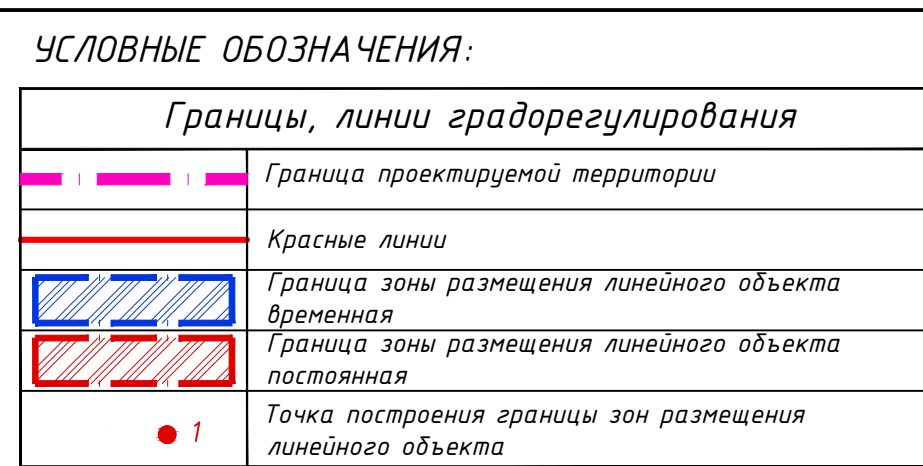 УСЛОВНЫЕ ОБОЗНАЧЕНИЯ:
Границы, линии градорегулирования
Граница проектируемой территории
Красные линии
Граница зоны размещения линейного объекта
временная
Граница зоны размещения линейного объекта
постоянная
1
Точка построения границы зон размещения
линейного объекта